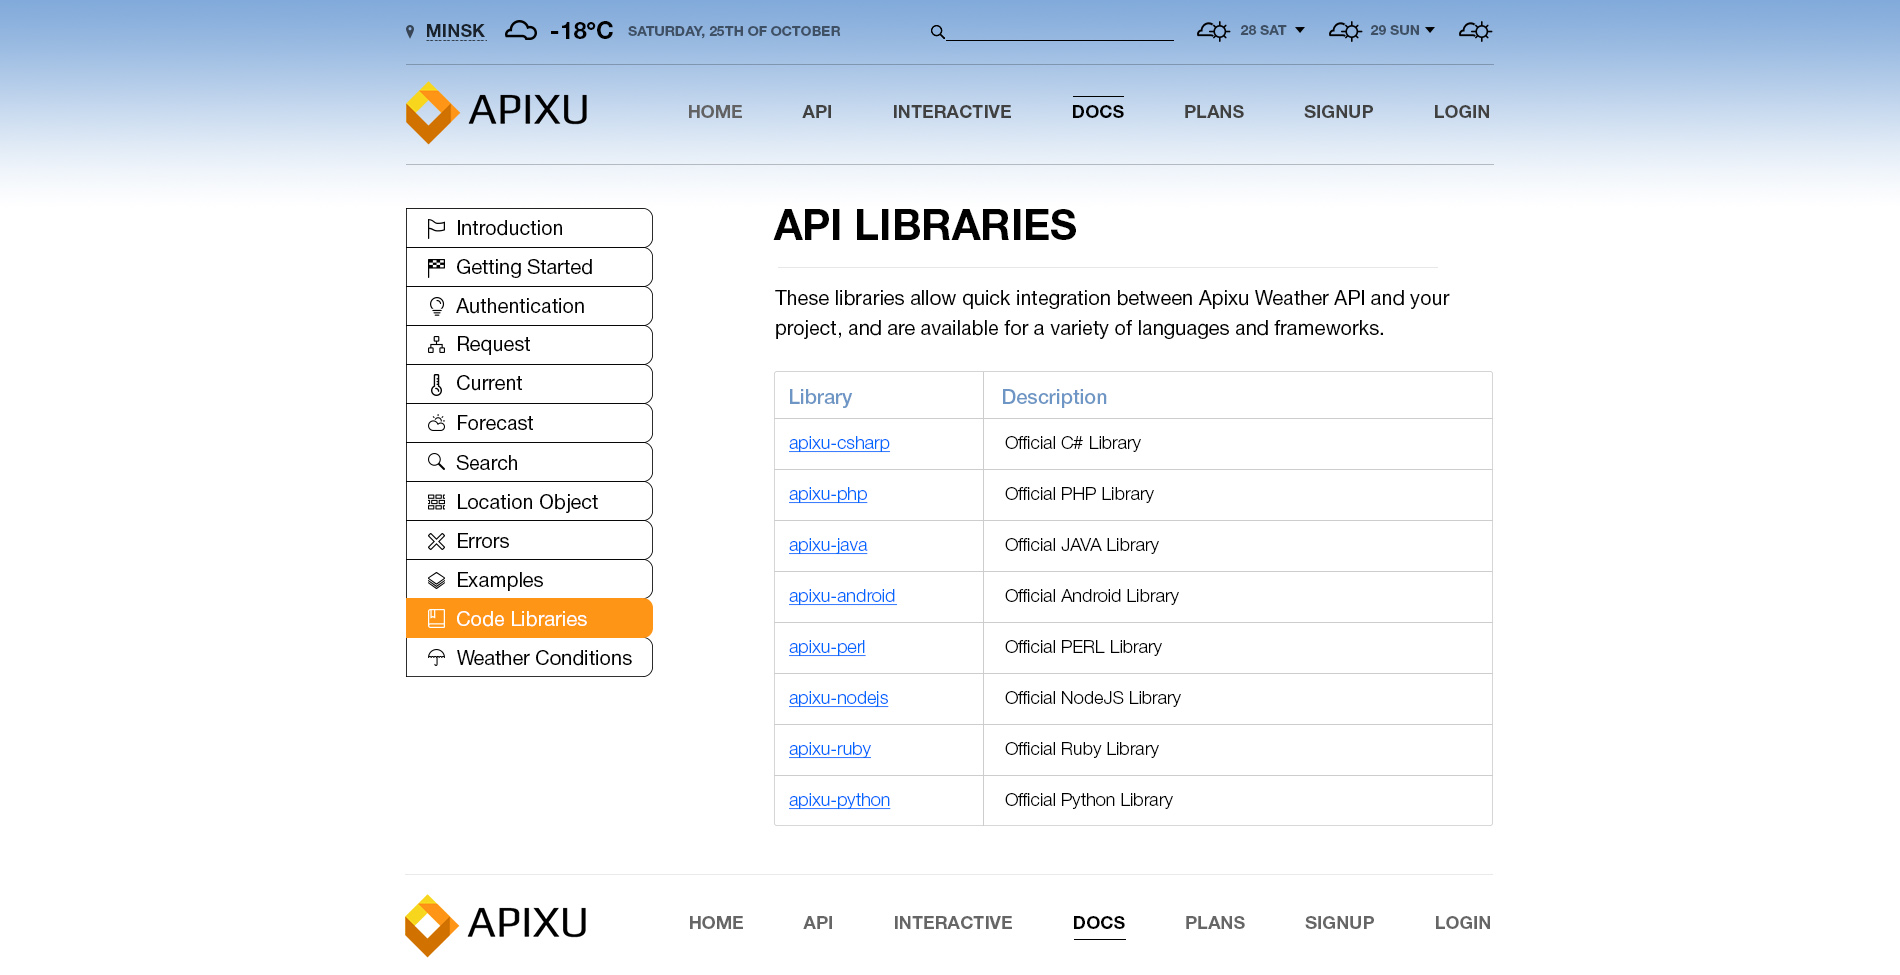 MINSK -18°C SATURDAY, 25TH OF OCTOBER 28 SAT 29 SUN
APIXU HOME API INTERACTIVE DOCS PLANS SIGNUP LOGIN
Introduction
Getting Started
Authentication
Request
Current
Forecast
Search
Location Object
Errors
Examples
Code Libraries
Weather Conditions
API LIBRARIES
These libraries allow quick integration between Apixu Weather API and your
project, and are available for a variety of languages and frameworks.
Library Description
apixu-csharp Official C# Library
apixu-php Official PHP Library
apixu-java Official JAVA Library
apixu-android Official Android Library
apixu-perl Official PERL Library
apixu-nodejs Official NodeJS Library
apixu-ruby Official Ruby Library
apixu-python Official Python Library
APIXU HOME API INTERACTIVE DOCS PLANS SIGNUP LOGIN